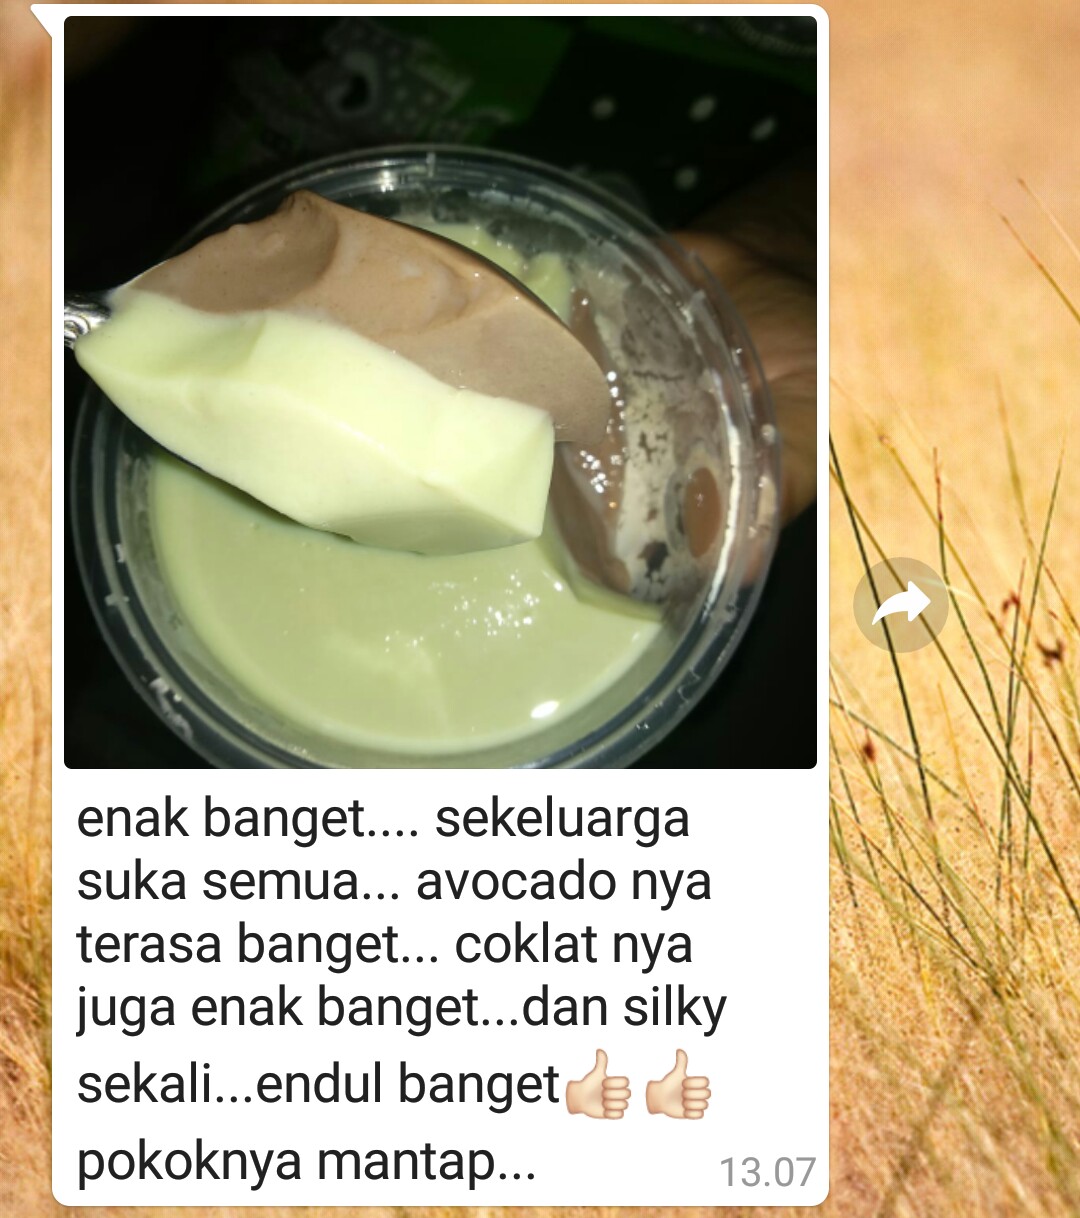 enak banget.... sekeluarga
suka semua... avocado nya
terasa banget... coklat nya
juga enak banget...dan silky
sekali...endul banget👍🏻👍🏻
pokoknya mantap...
13.07